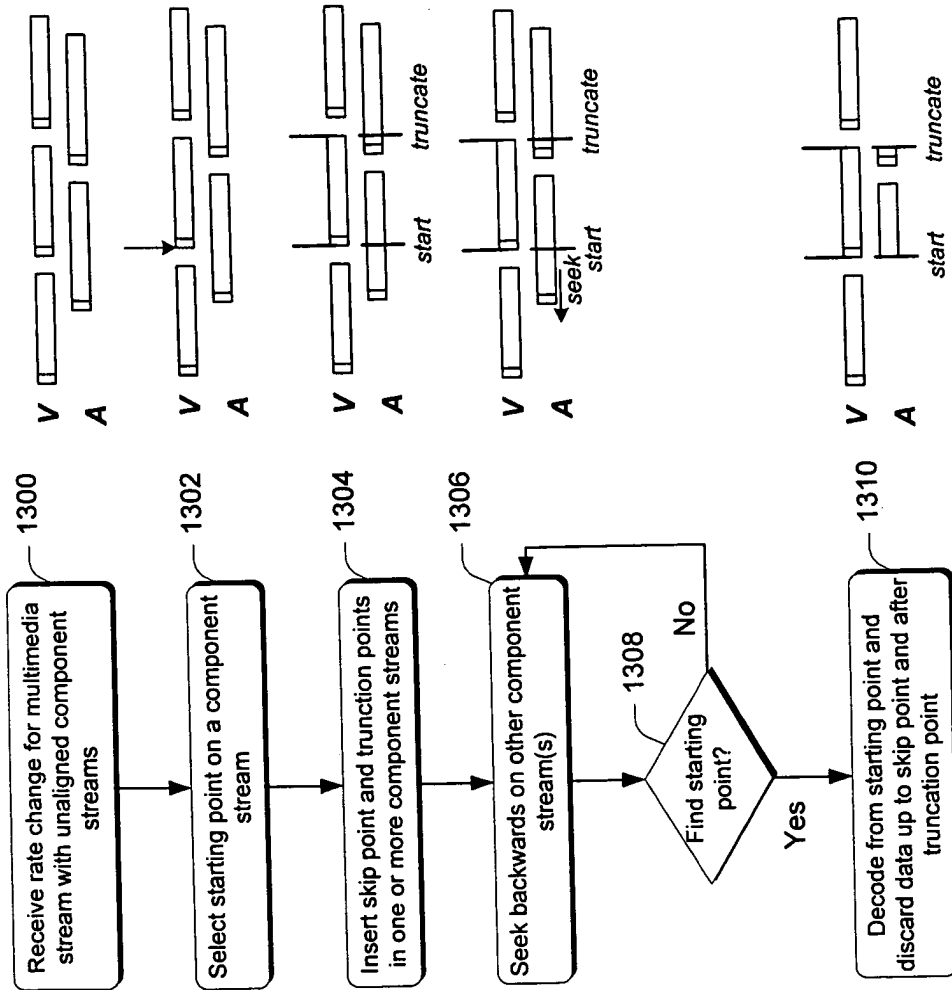 1300
Receive rate change for multimedia
stream with unaligned component
streams
V
A
1302
Select starting point on a component
stream
V
A
1304
Insert skip point and trunction points
in one or more component streams
V
A
start
truncate
1306
Seek backwards on other component
stream(s)
V
A
seek
start
truncate
1308
Find starting
point?
No
Yes
1310
Decode from starting point and
discard data up to skip point and after
truncation point
V
A
start
truncate